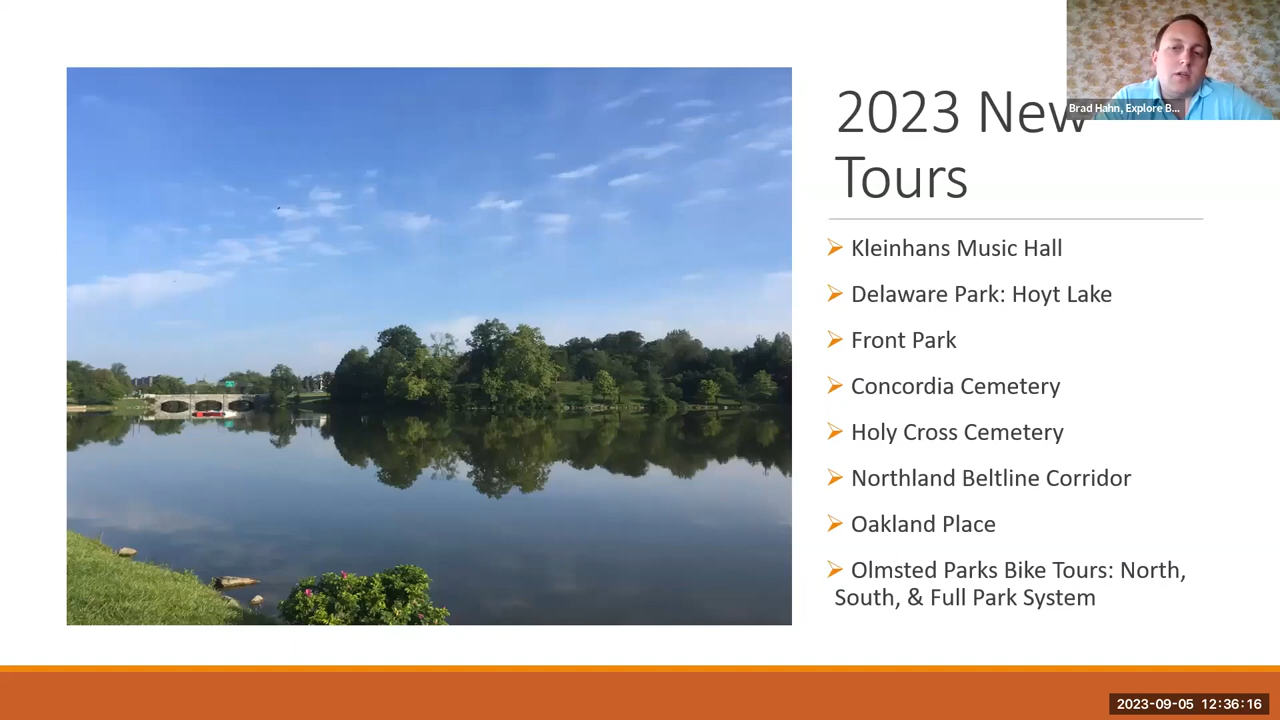 2023 New
Tours
Brad Hahn, Explore B...
➢ Kleinhans Music Hall
➢ Delaware Park: Hoyt Lake
➢ Front Park
➢ Concordia Cemetery
➢ Holy Cross Cemetery
➢ Northland Beltline Corridor
➢ Oakland Place
➢ Olmsted Parks Bike Tours: North,
South, & Full Park System
2023-09-05 12:36:16